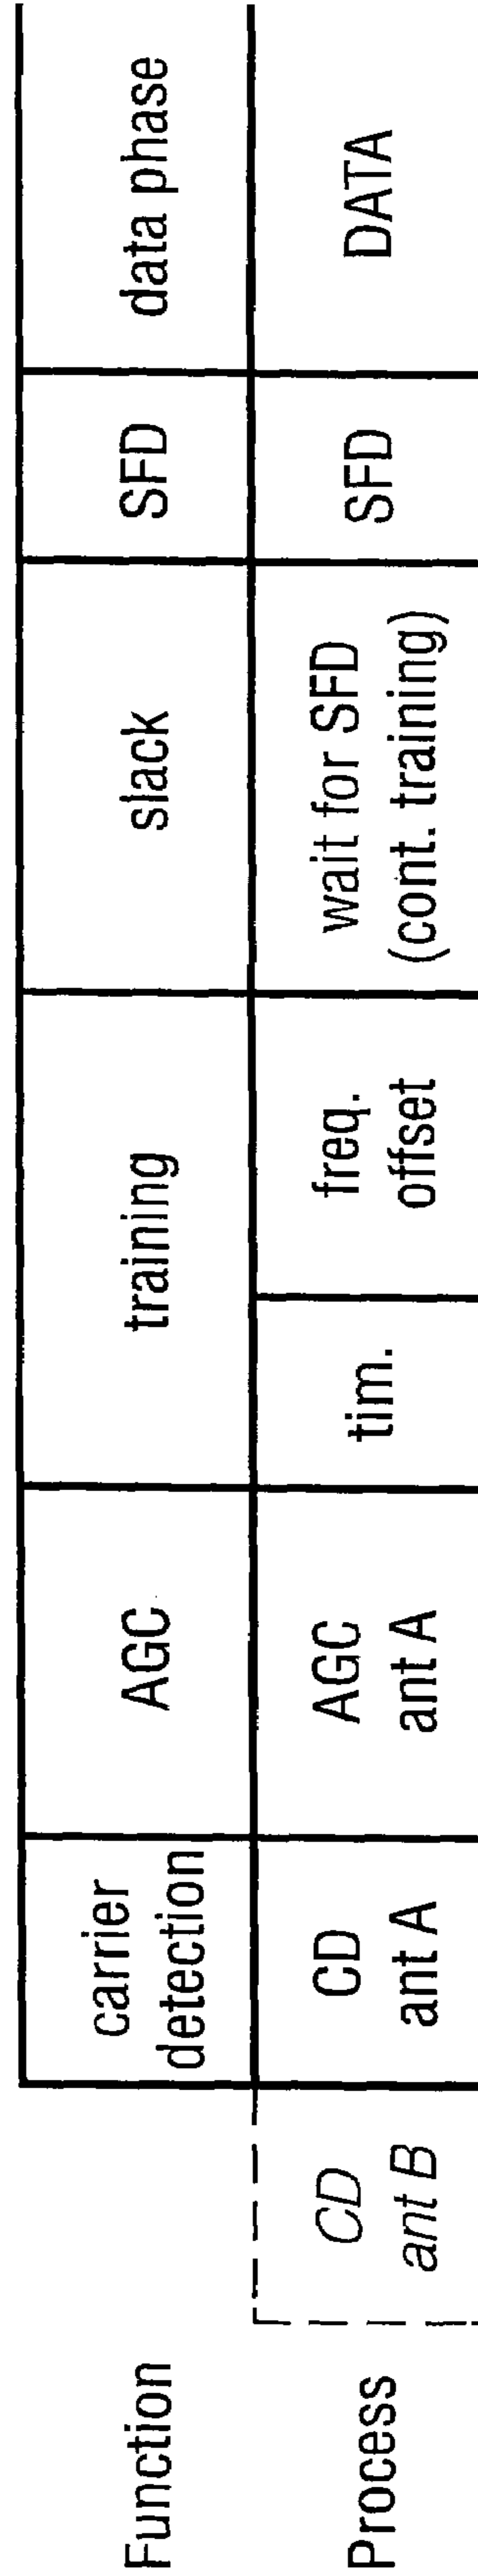 Function
carrier
detection
AGC
training
slack
SFD
data phase
Process
CD
ant B
CD
ant A
AGC
ant A
tim.
freq.
offset
wait for SFD
(cont. training)
SFD
DATA